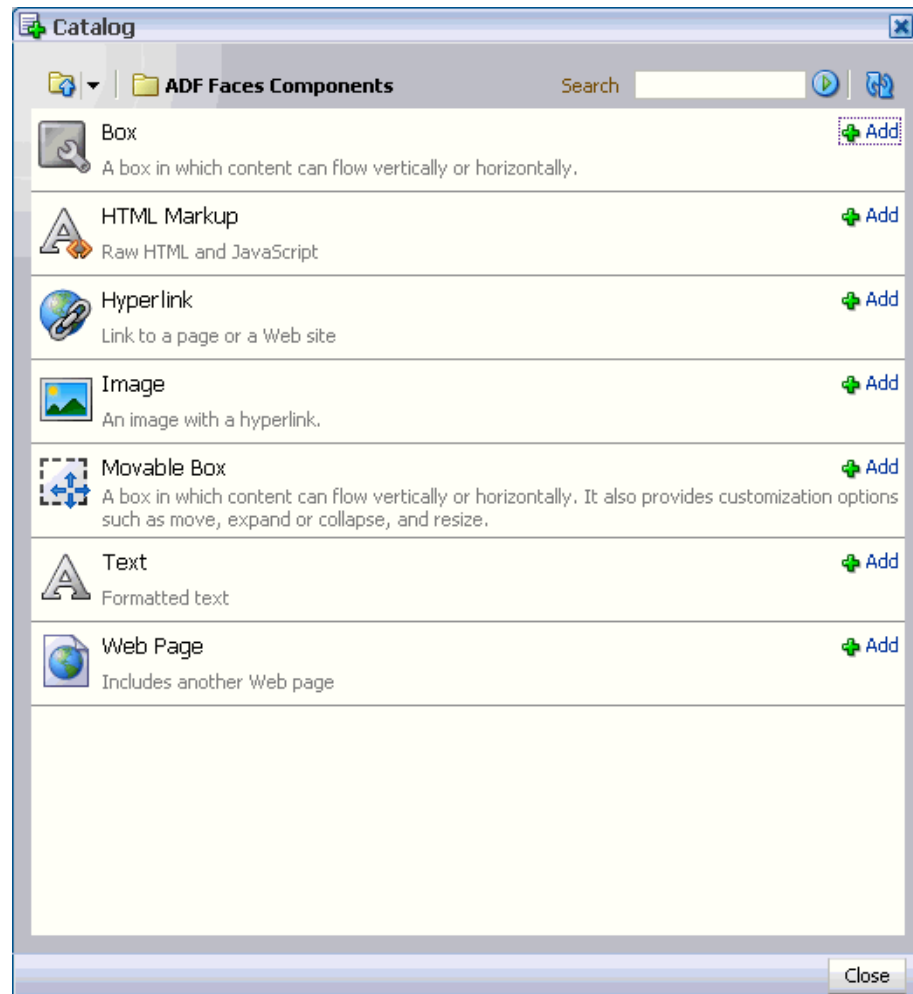 Catalog
ADF Faces Components Search
Box Add
A box in which content can flow vertically or horizontally.
HTML Markup Add
Raw HTML and JavaScript
Hyperlink Add
Link to a page or a Web site
Image Add
An image with a hyperlink.
Movable Box Add
A box in which content can flow vertically or horizontally. It also provides customization options
such as move, expand or collapse, and resize.
Text Add
Formatted text
Web Page Add
Includes another Web page
Close